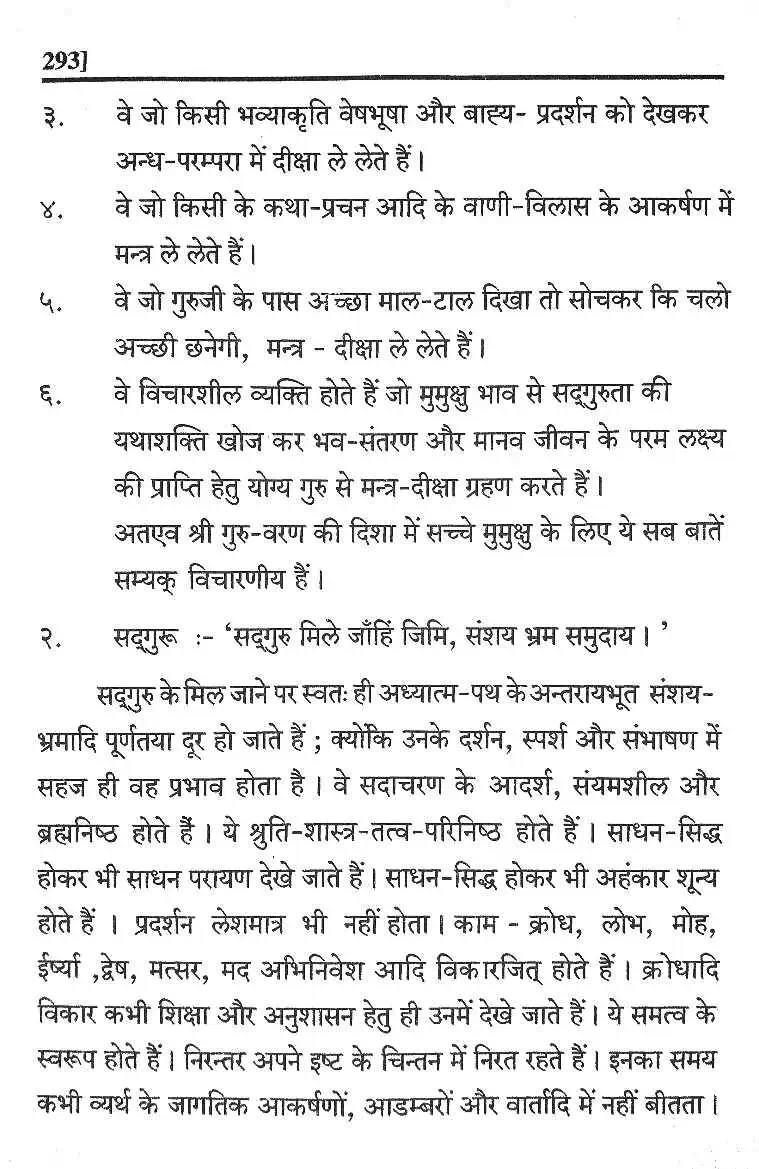 293]
३. वे जो किसी भव्याकृति वेषभूषा और बाह्य- प्रदर्शन को देखकर
अन्ध-परम्परा में दीक्षा ले लेते हैं।
४. वे जो किसी के कथा-प्रचन आदि के वाणी-विलास के आकर्षण में
मन्त्र ले लेते हैं।
५. वे जो गुरुजी के पास अच्छा माल-टाल दिखा तो सोचकर कि चलो
अच्छी छनेगी, मन्त्र - दीक्षा ले लेते हैं।
६. वे विचारशील व्यक्ति होते हैं जो मुमुक्षु भाव से सद्‌गुरुता की
यथाशक्ति खोज कर भव-संतरण और मानव जीवन के परम लक्ष्य
की प्राप्ति हेतु योग्य गुरु से मन्त्र-दीक्षा ग्रहण करते हैं।
अतएव श्री गुरु-वरण की दिशा में सच्चे मुमुक्षु के लिए ये सब बातें
सम्यक् विचारणीय हैं।
२. सद्‌गुरू :- ‘सद्‌गुरु मिले जाँहिं जिमि, संशय भ्रम समुदाय। ’
सद्‌गुरु के मिल जाने पर स्वतः ही अध्यात्म-पथ के अन्तरायभूत संशय-
भ्रमादि पूर्णतया दूर हो जाते हैं ; क्योंकि उनके दर्शन, स्पर्श और संभाषण में
सहज ही वह प्रभाव होता है । वे सदाचरण के आदर्श, संयमशील और
ब्रह्मनिष्ठ होते हैं । ये श्रुति-शास्त्र-तत्व-परिनिष्ठ होते हैं । साधन-सिद्ध
होकर भी साधन परायण देखे जाते हैं। साधन-सिद्ध होकर भी अहंकार शून्य
होते हैं । प्रदर्शन लेशमात्र भी नहीं होता। काम - क्रोध, लोभ, मोह,
ईर्ष्या ,द्वेष, मत्सर, मद अभिनिवेश आदि विकारजित् होते हैं । क्रोधादि
विकार कभी शिक्षा और अनुशासन हेतु ही उनमें देखे जाते हैं। ये समत्व के
स्वरूप होते हैं। निरन्तर अपने इष्ट के चिन्तन में निरत रहते हैं। इनका समय
कभी व्यर्थ के जागतिक आकर्षणों, आडम्बरों और वार्तादि में नहीं बीतता।